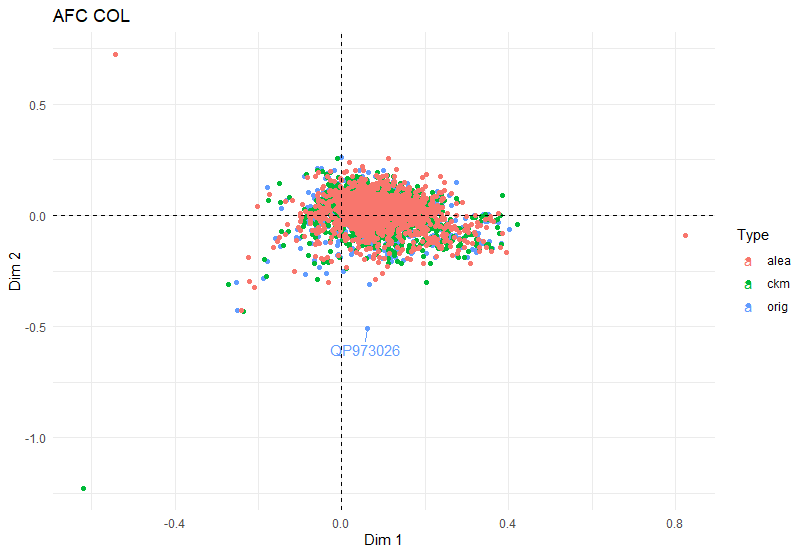 AFC COL
0.5
0.0
-0.5
-1.0
Dim 2
QP973026
-0.4
0.0
0.4
0.8
Dim 1
Type
a alea
a ckm
a orig